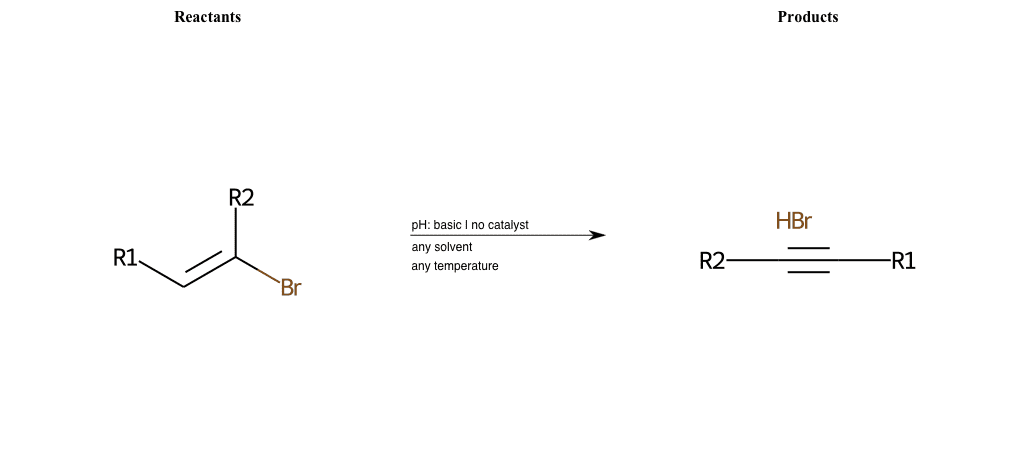 Reactants
Products
R2
R1
Br
pH: basic | no catalyst
any solvent
any temperature
HBr
R2
R1